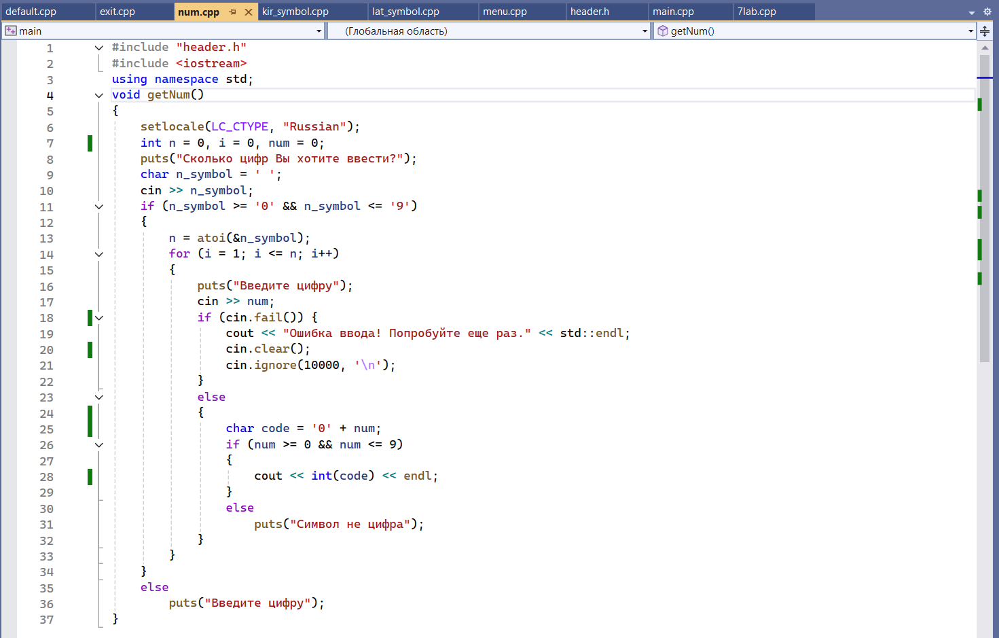 default.cpp exit.cpp num.cpp kir_symbol.cpp lat_symbol.cpp menu.cpp header.h main.cpp 7lab.cpp
main (Глобальная область) getNum()
1 #include "header.h"
2 #include <iostream>
3 using namespace std;
4 void getNum()
5 {
6 setlocale(LC_CTYPE, "Russian");
7 int n = 0, i = 0, num = 0;
8 puts("Сколько цифр Вы хотите ввести?");
9 char n_symbol = ' ';
10 cin >> n_symbol;
11 if (n_symbol >= '0' && n_symbol <= '9')
12 {
13 n = atoi(&n_symbol);
14 for (i = 1; i <= n; i++)
15 {
16 puts("Введите цифру");
17 cin >> num;
18 if (cin.fail()) {
19 cout << "Ошибка ввода! Попробуйте еще раз." << std::endl;
20 cin.clear();
21 cin.ignore(10000, '\n');
22 }
23 else
24 {
25 char code = '0' + num;
26 if (num >= 0 && num <= 9)
27 {
28 cout << int(code) << endl;
29 }
30 else
31 puts("Символ не цифра");
32 }
33 }
34 }
35 else
36 puts("Введите цифру");
37 }